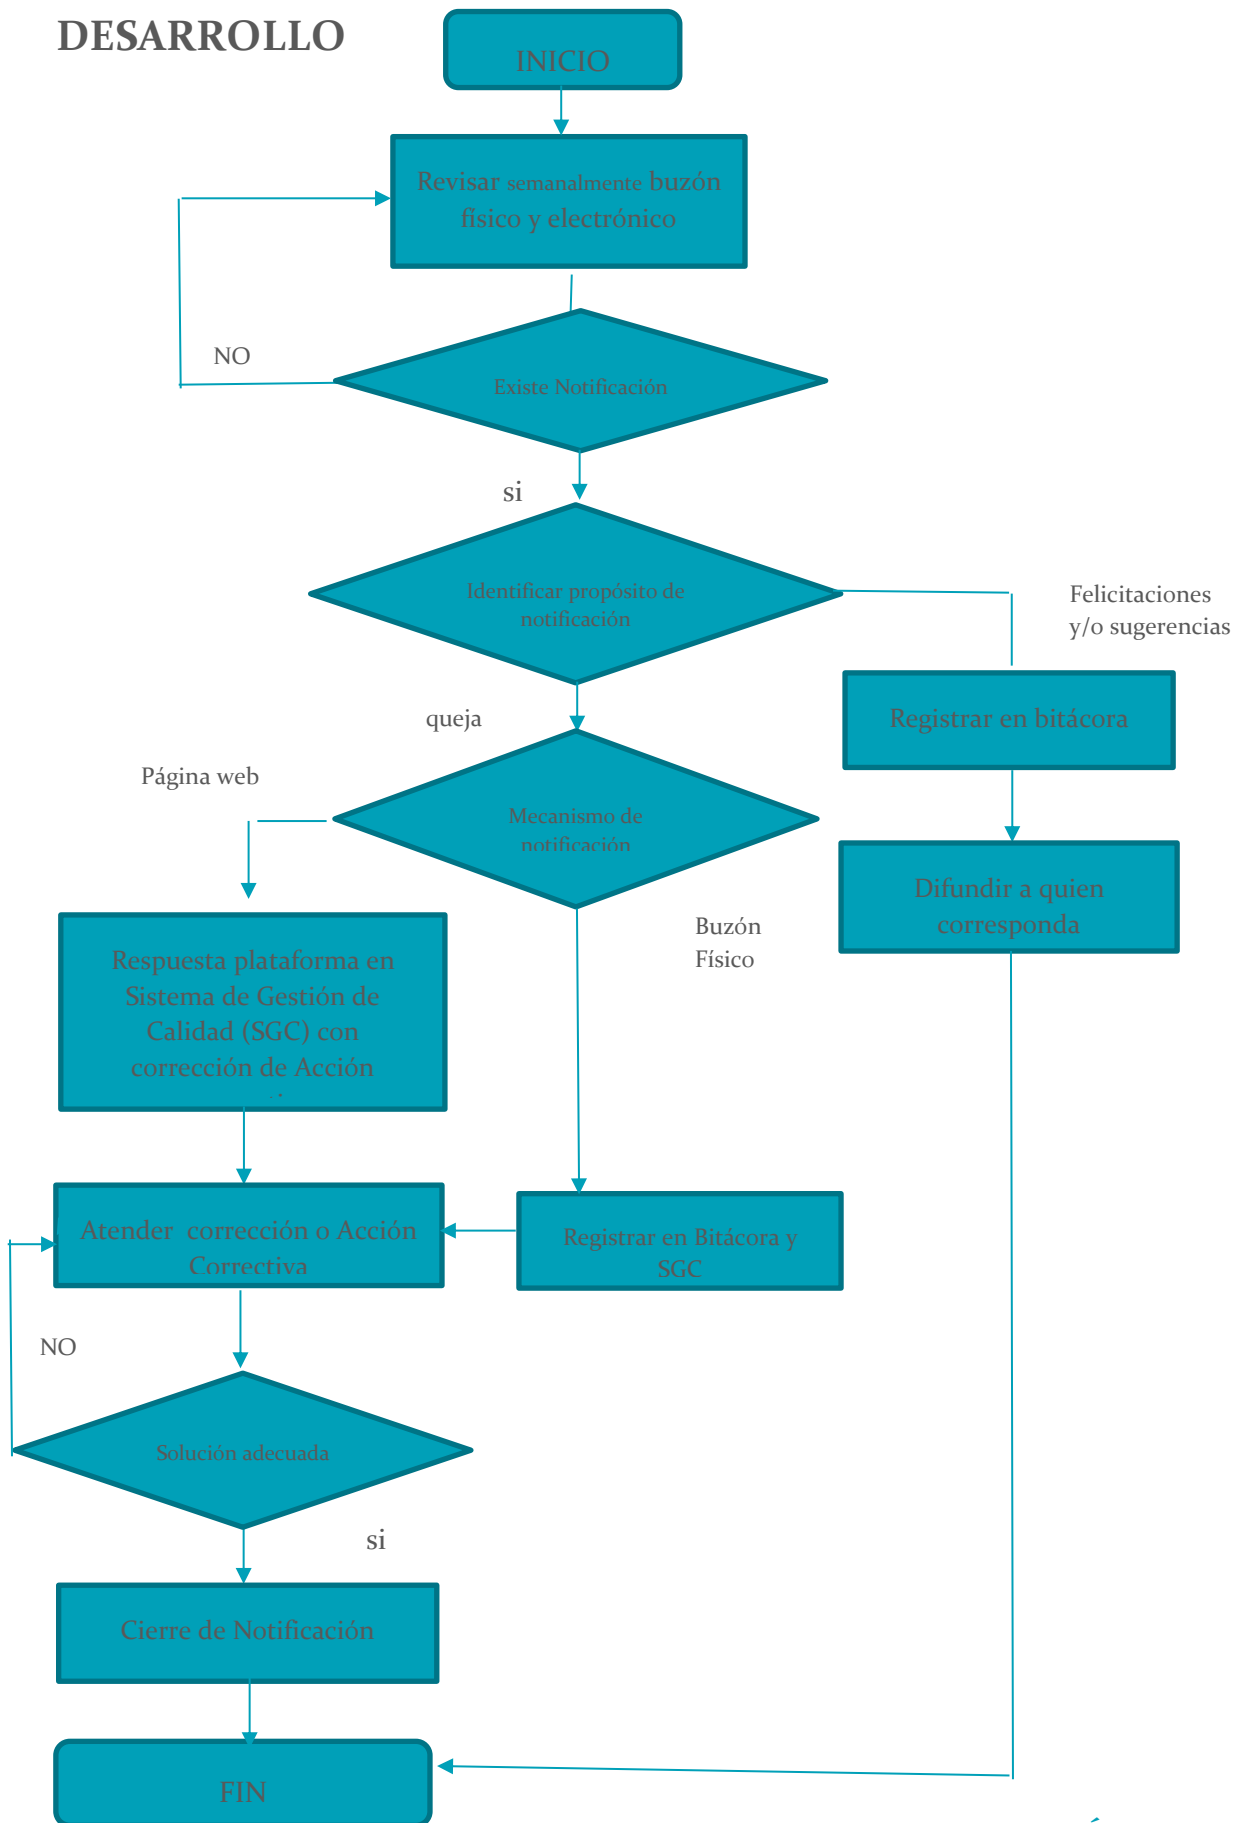 DESARROLLO
INICIO
Revisar semanalmente buzón
físico y electrónico
NO
Existe Notificación
si
Identificar propósito de
notificación
Felicitaciones
y/o sugerencias
queja
Registrar en bitácora
Página web
Mecanismo de
notificación
Difundir a quien
corresponda
Buzón
Físico
Respuesta plataforma en
Sistema de Gestión de
Calidad (SGC) con
corrección de Acción
Atender corrección o Acción
Correctiva
Registrar en Bitácora y
SGC
NO
Solución adecuada
si
Cierre de Notificación
FIN